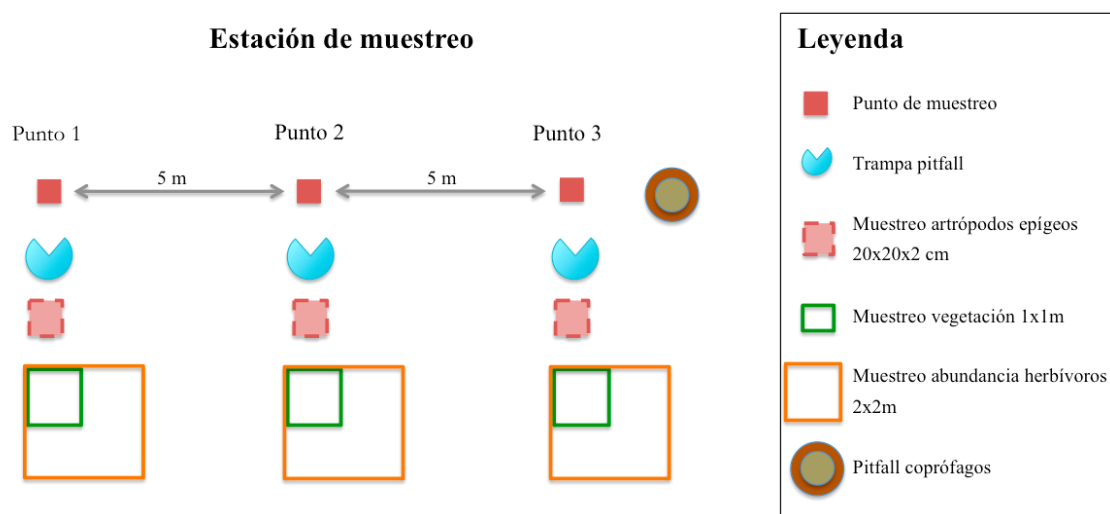 Estación de muestreo
Punto 1
Punto 2
Punto 3
5 m
5 m
Leyenda
Punto de muestreo
Trampa pitfall
Muestreo artrópodos epígeos
20x20x2 cm
Muestreo vegetación 1x1m
Muestreo abundancia herbívoros
2x2m
Pitfall coprófagos